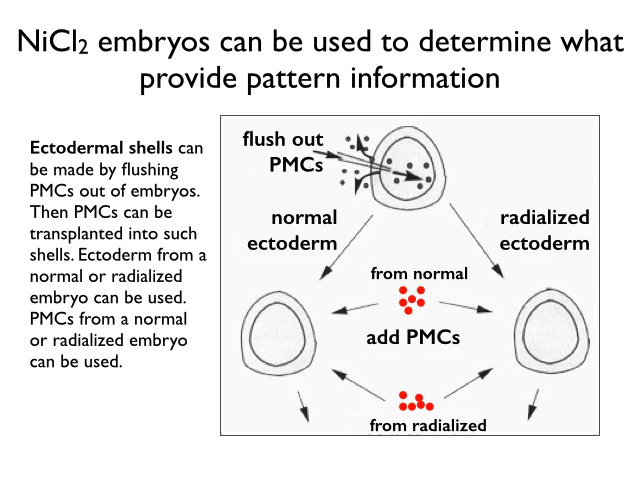 NiCl₂ embryos can be used to determine what
provide pattern information
Ectodermal shells can
be made by flushing
PMCs out of embryos.
Then PMCs can be
transplanted into such
shells. Ectoderm from a
normal or radialized
embryo can be used.
PMCs from a normal
or radialized embryo
can be used.
flush out
PMCs
normal
ectoderm
radialized
ectoderm
from normal
add PMCs
from radialized